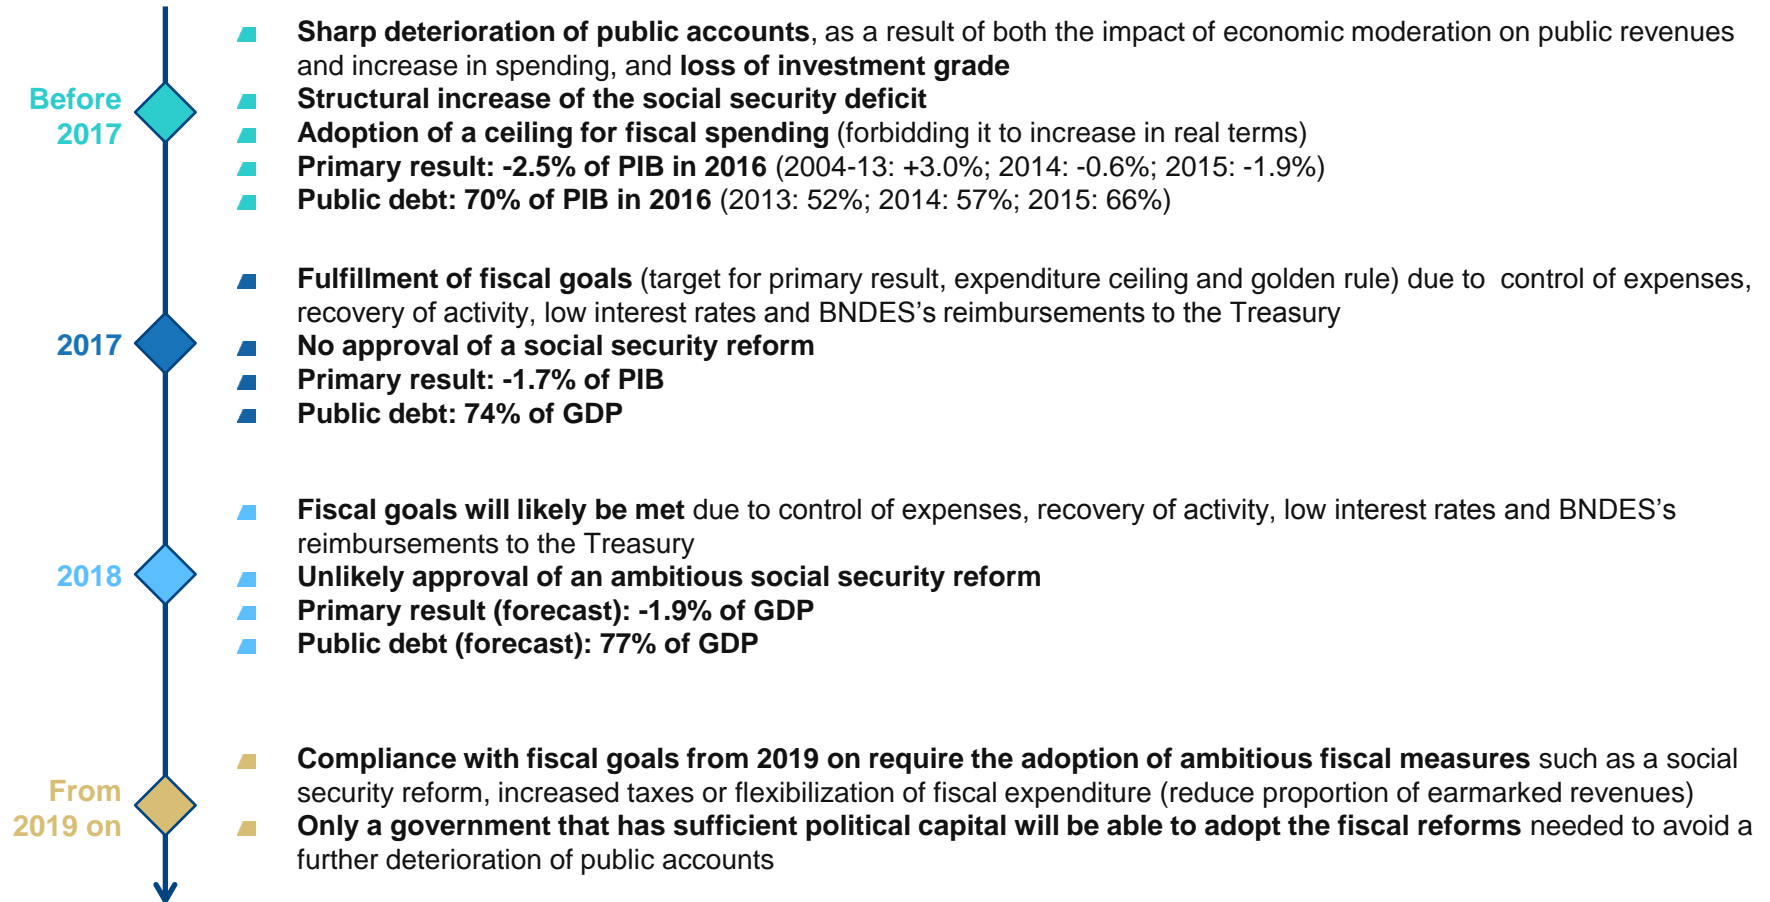 Sharp deterioration of public accounts, as a result of both the impact of economic moderation on public revenues
and increase in spending, and loss of investment grade
Before
2017
Structural increase of the social security deficit
Adoption of a ceiling for fiscal spending (forbidding it to increase in real terms)
Primary result: -2.5% of PIB in 2016 (2004-13: +3.0%; 2014: -0.6%; 2015: -1.9%)
Public debt: 70% of PIB in 2016 (2013: 52%; 2014: 57%; 2015: 66%)
Fulfillment of fiscal goals (target for primary result, expenditure ceiling and golden rule) due to control of expenses,
recovery of activity, low interest rates and BNDES’s reimbursements to the Treasury
2017
No approval of a social security reform
Primary result: -1.7% of PIB
Public debt: 74% of GDP
Fiscal goals will likely be met due to control of expenses, recovery of activity, low interest rates and BNDES’s
reimbursements to the Treasury
2018
Unlikely approval of an ambitious social security reform
Primary result (forecast): -1.9% of GDP
Public debt (forecast): 77% of GDP
Compliance with fiscal goals from 2019 on require the adoption of ambitious fiscal measures such as a social
security reform, increased taxes or flexibilization of fiscal expenditure (reduce proportion of earmarked revenues)
From
2019 on
Only a government that has sufficient political capital will be able to adopt the fiscal reforms needed to avoid a
further deterioration of public accounts